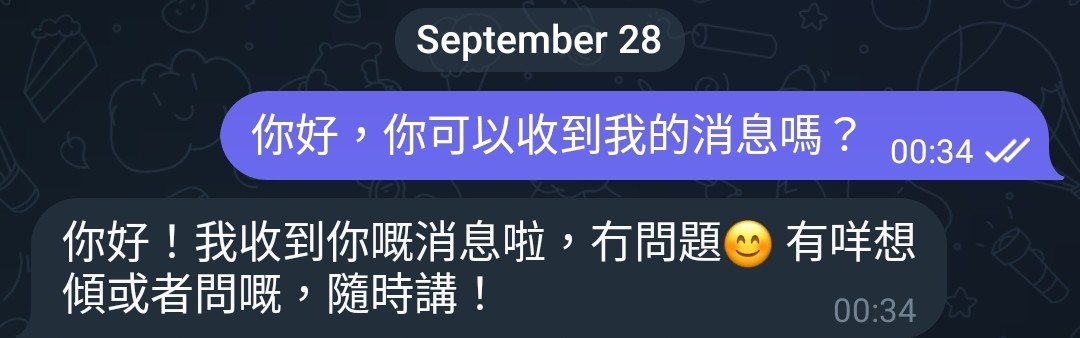 September 28
你好，你可以收到我的消息嗎？ 00:34
你好！我收到你嘅消息啦，冇問題😊 有咩想
傾或者問嘅，隨時講！ 00:34